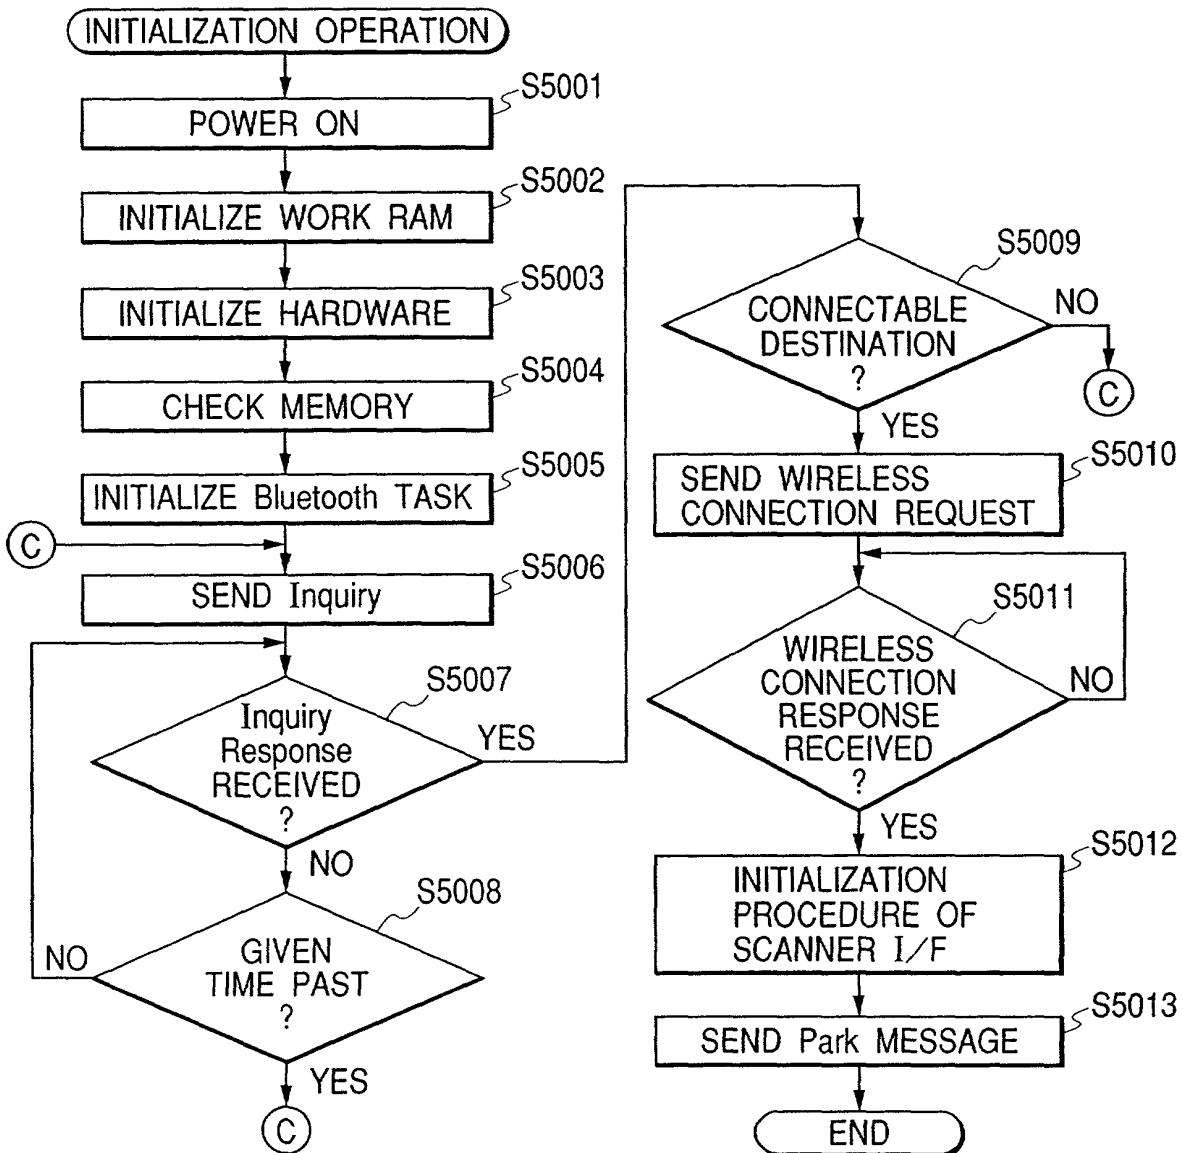 INITIALIZATION OPERATION
S5001
POWER ON
S5002
INITIALIZE WORK RAM
S5003
INITIALIZE HARDWARE
S5004
CHECK MEMORY
S5005
INITIALIZE Bluetooth TASK
C
S5006
SEND Inquiry
S5007
Inquiry
Response
RECEIVED
?
YES
NO
S5008
GIVEN
TIME PAST
?
NO
YES
C
S5009
CONNECTABLE
DESTINATION
?
NO
C
YES
S5010
SEND WIRELESS
CONNECTION REQUEST
S5011
WIRELESS
CONNECTION
RESPONSE
RECEIVED
?
NO
YES
S5012
INITIALIZATION
PROCEDURE OF
SCANNER I/F
S5013
SEND Park MESSAGE
END